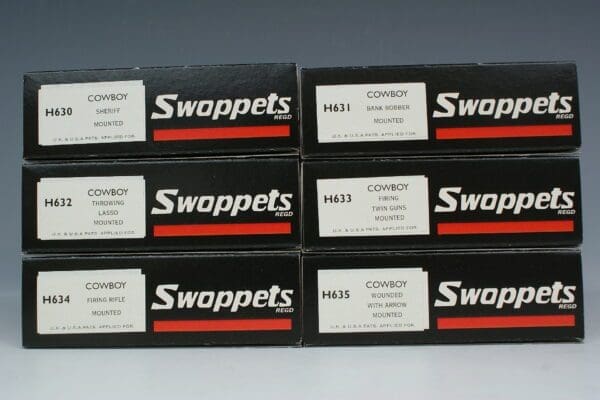 H630
COWBOY
SHERIFF
MOUNTED
U.K. & U.S.A PATS. APPLIED FOR.
Swoppets
REGD
H631
COWBOY
BANK ROBBER
MOUNTED
U.K. & U.S.A PATS. APPLIED FOR.
Swoppets
REGD
H632
COWBOY
THROWING
LASSO
MOUNTED
U.K. & U.S.A PATS. APPLIED FOR.
Swoppets
REGD
H633
COWBOY
FIRING
TWIN GUNS
MOUNTED
U.K. & U.S.A PATS. APPLIED FOR.
Swoppets
REGD
H634
COWBOY
FIRING RIFLE
MOUNTED
U.K. & U.S.A PATS. APPLIED FOR.
Swoppets
REGD
H635
COWBOY
WOUNDED
WITH ARROW
MOUNTED
U.K. & U.S.A PATS. APPLIED FOR.
Swoppets
REGD